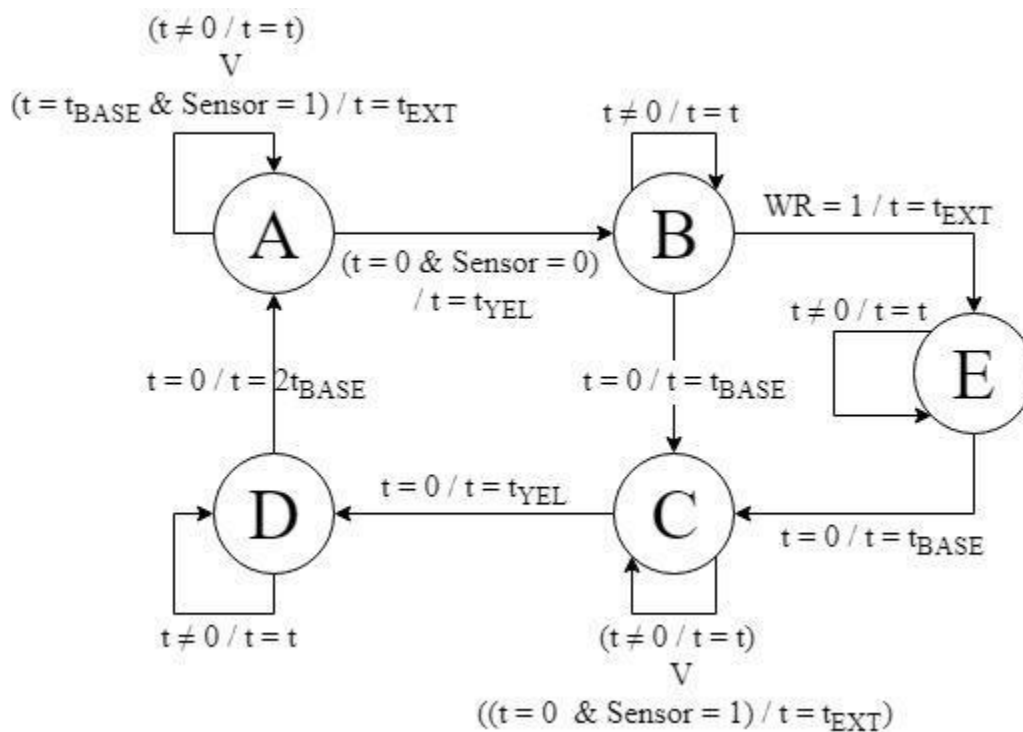 (t ≠ 0 / t = t)
V
(t = tBASE & Sensor = 1) / t = tEXT
t ≠ 0 / t = t
A
B
WR = 1 / t = tEXT
(t = 0 & Sensor = 0)
/ t = tYEL
t ≠ 0 / t = t
E
t = 0 / t = 2tBASE
t = 0 / t = tBASE
D
t = 0 / t = tYEL
C
t = 0 / t = tBASE
t ≠ 0 / t = t
(t ≠ 0 / t = t)
V
((t = 0 & Sensor = 1) / t = tEXT)